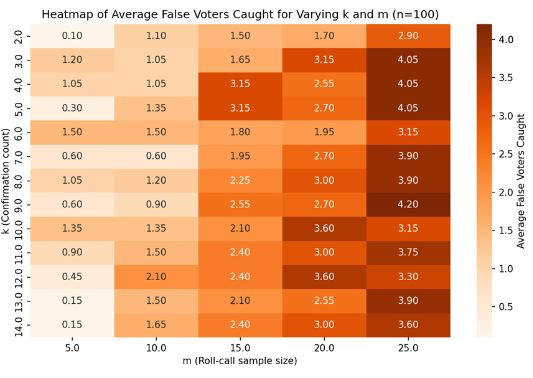 Heatmap of Average False Voters Caught for Varying k and m (n=100)
2.0 0.10 1.10 1.50 1.70 2.90
3.0 1.20 1.05 1.65 3.15 4.05
4.0 1.05 1.05 3.15 2.55 4.05
5.0 0.30 1.35 3.15 2.70 4.05
6.0 1.50 1.50 1.80 1.95 3.15
7.0 0.60 0.60 1.95 2.70 3.90
8.0 1.05 1.20 2.25 3.00 3.90
9.0 0.60 0.90 2.55 2.70 4.20
10.0 1.35 1.35 2.10 3.60 3.15
11.0 0.90 1.50 2.40 3.00 3.75
12.0 0.45 2.10 2.40 3.60 3.30
13.0 0.15 1.50 2.10 2.55 3.90
14.0 0.15 1.65 2.40 3.00 3.60
5.0 10.0 15.0 20.0 25.0
m (Roll-call sample size)
k (Confirmation count)
4.0
3.5
3.0
2.5
2.0
1.5
1.0
0.5
Average False Voters Caught